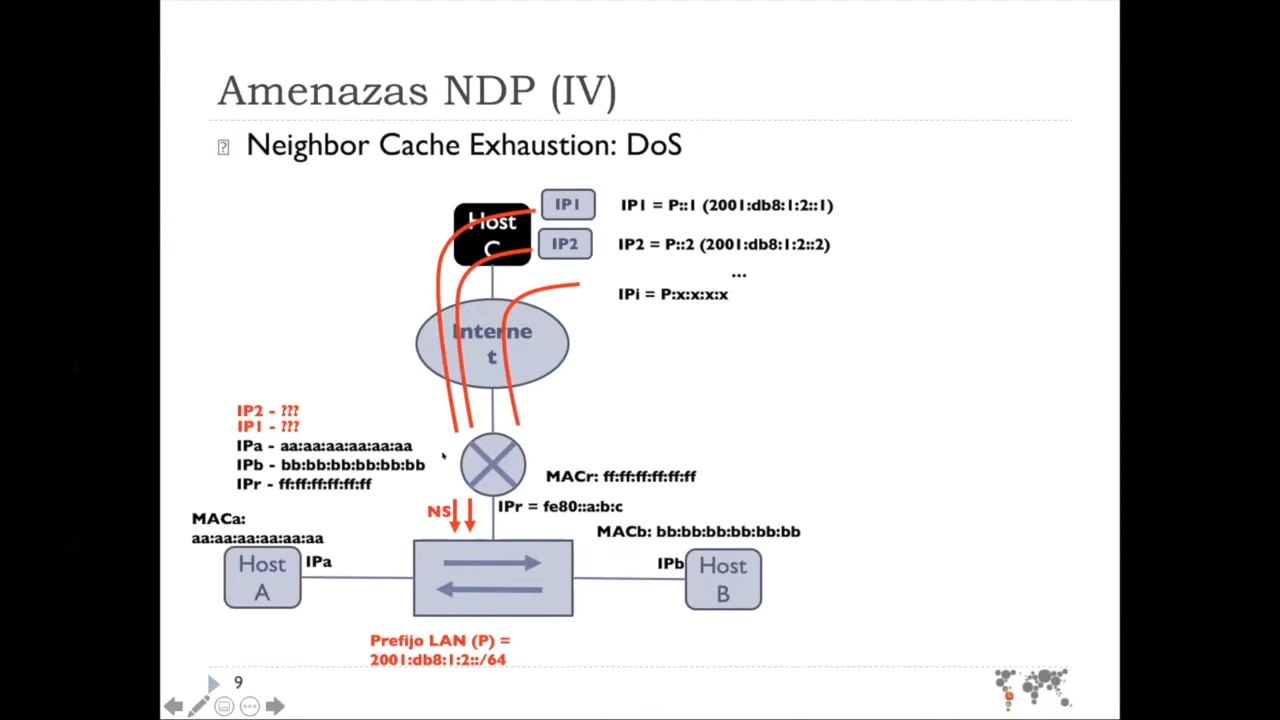 Amenazas NDP (IV)
Neighbor Cache Exhaustion: DoS
Host
C
IP1
IP1 = P::1 (2001:db8:1:2::1)
IP2
IP2 = P::2 (2001:db8:1:2::2)
...
IPi = P:x:x:x:x
Interne
t
IP2 - ???
IP1 - ???
IPa - aa:aa:aa:aa:aa:aa
IPb - bb:bb:bb:bb:bb:bb
IPr - ff:ff:ff:ff:ff:ff
MACr: ff:ff:ff:ff:ff:ff
NS
IPr = fe80::a:b:c
MACa:
aa:aa:aa:aa:aa:aa
MACb: bb:bb:bb:bb:bb:bb
Host
A
IPa
IPb
Host
B
Prefijo LAN (P) =
2001:db8:1:2::/64
9